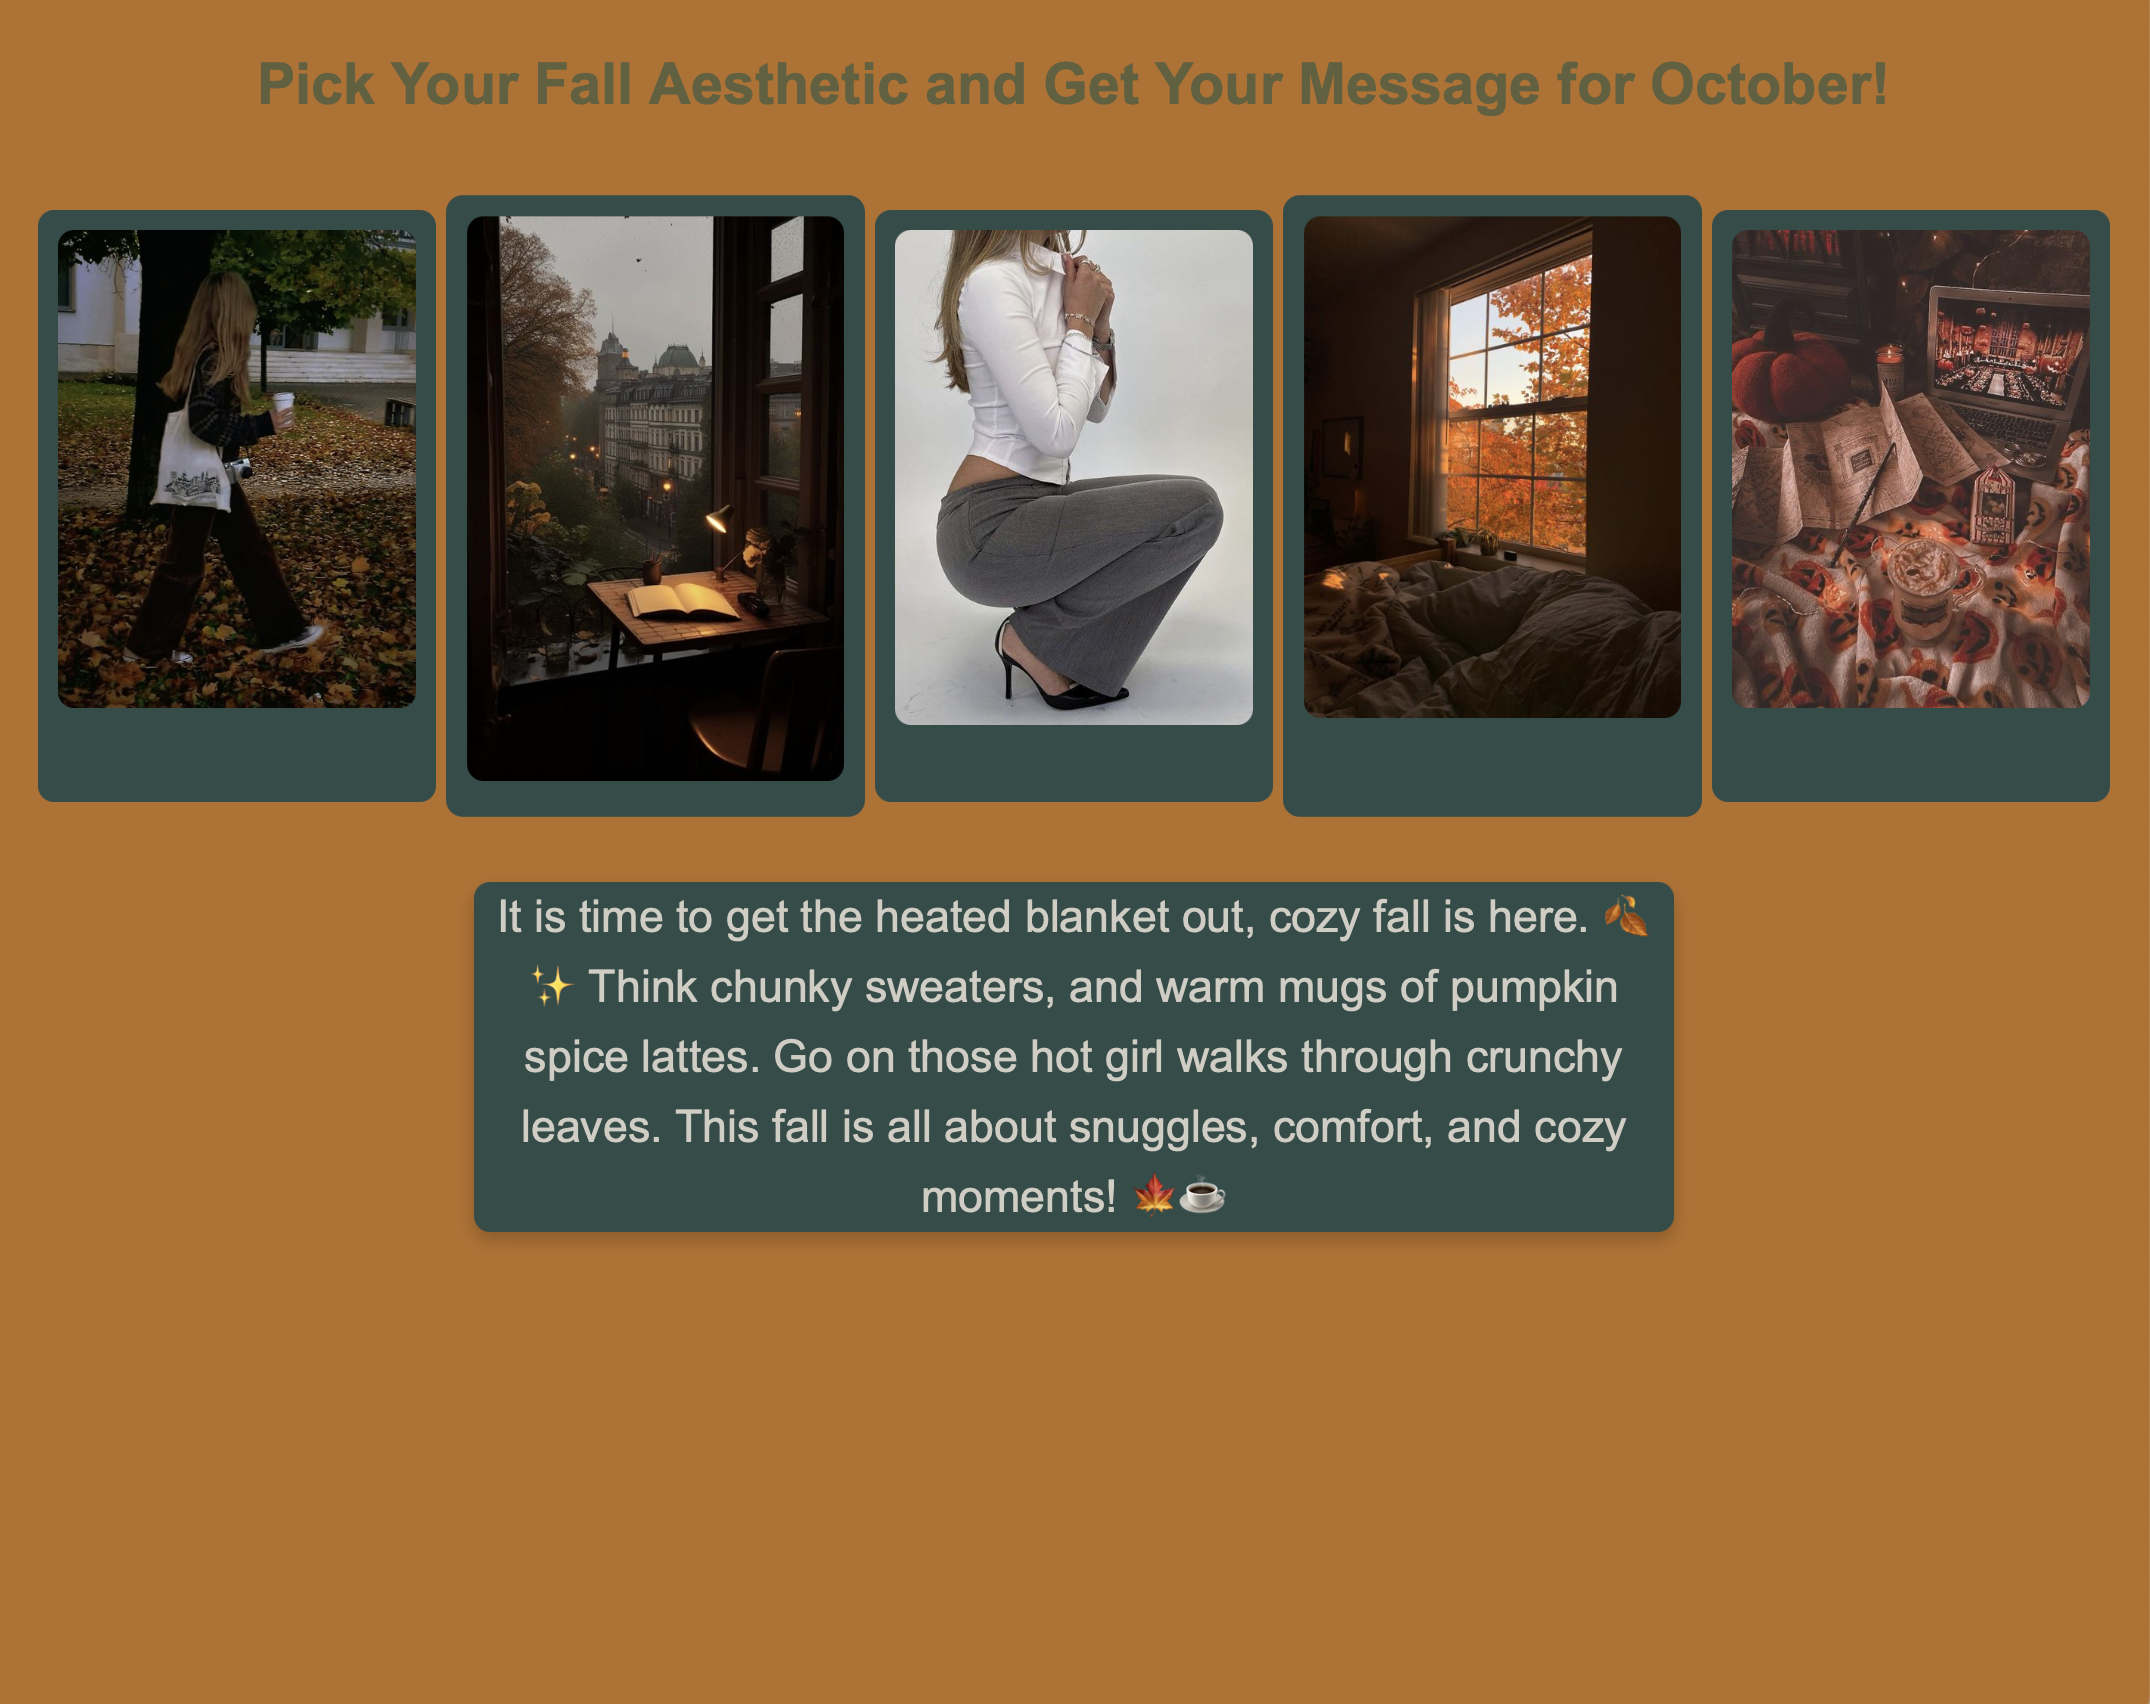 Pick Your Fall Aesthetic and Get Your Message for October!
It is time to get the heated blanket out, cozy fall is here. 🍂
✨ Think chunky sweaters, and warm mugs of pumpkin
spice lattes. Go on those hot girl walks through crunchy
leaves. This fall is all about snuggles, comfort, and cozy
moments! 🍁☕